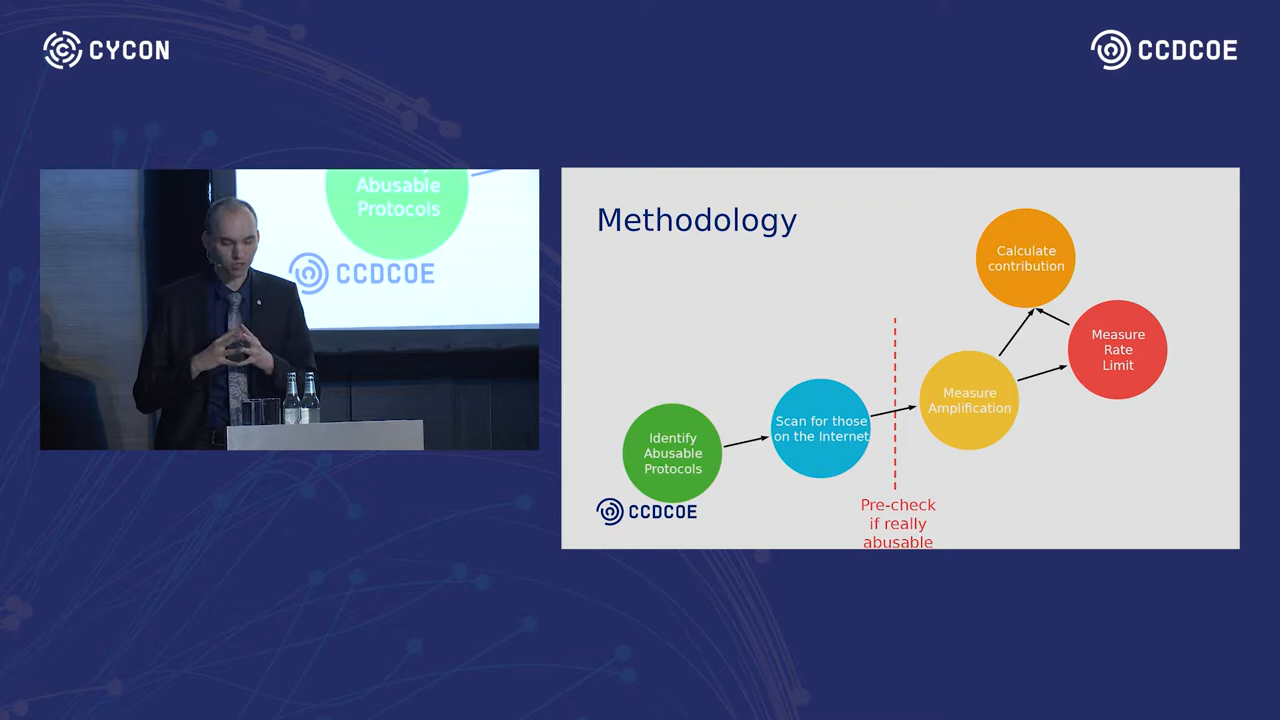 CYCON
CCDCOE
Abusable
Protocols
CCDCOE
Methodology
Calculate
contribution
Measure
Rate
Limit
Measure
Amplification
Scan for those
on the Internet
Identify
Abusable
Protocols
Pre-check
if really
abusable
CCDCOE